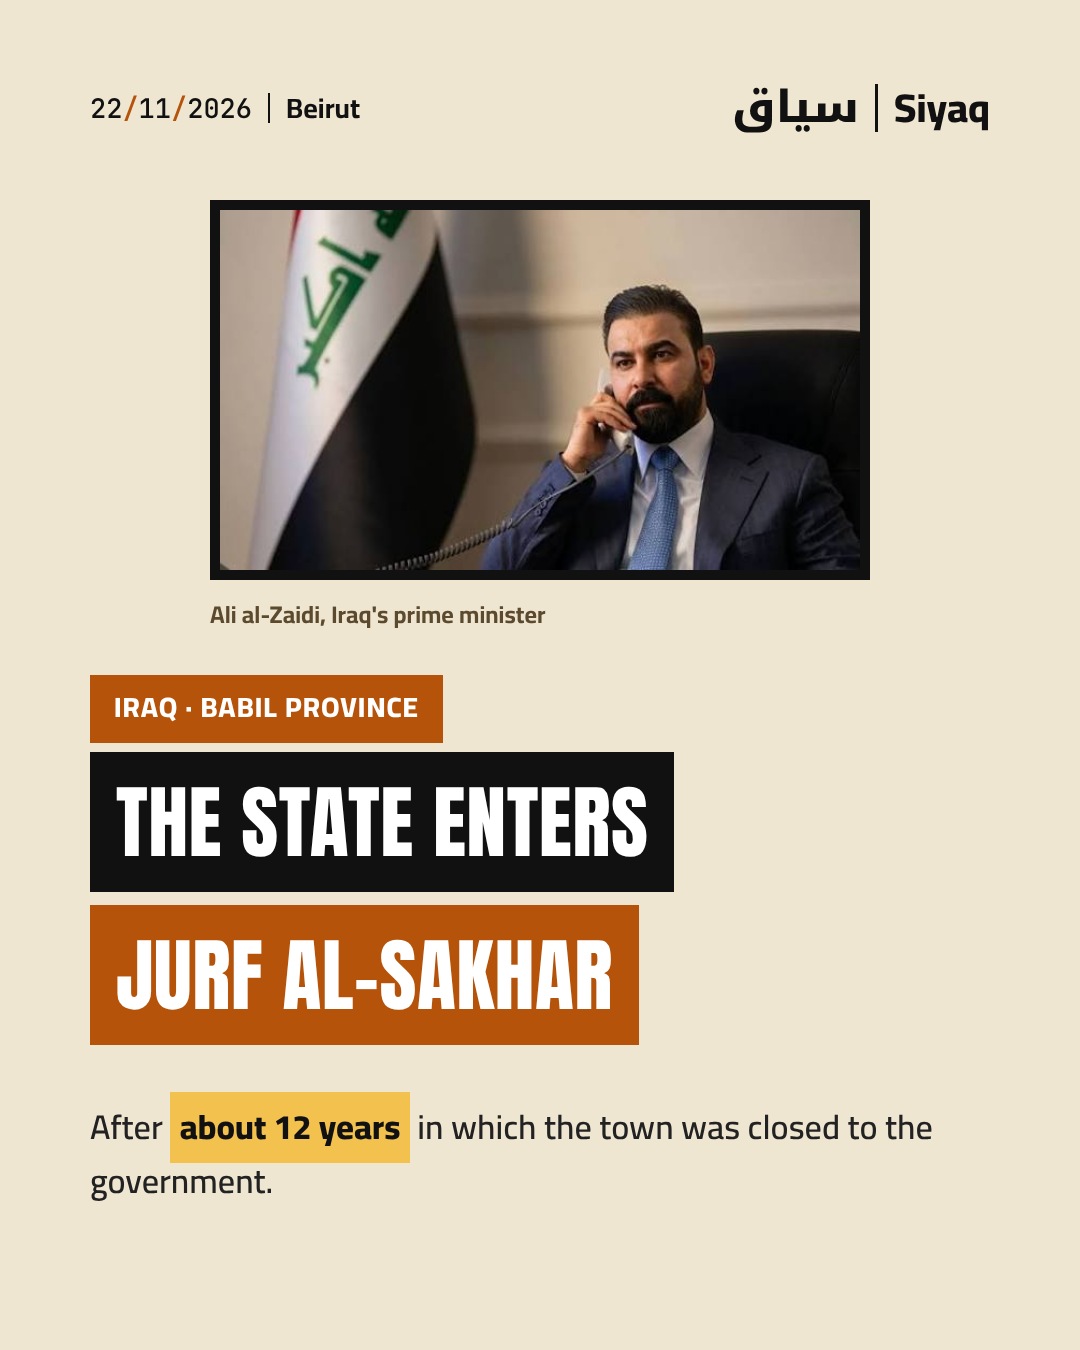 22/11/2026 | Beirut
سياق | Siyaq
أكبر
Ali al-Zaidi, Iraq's prime minister
IRAQ · BABIL PROVINCE
THE STATE ENTERS
JURF AL-SAKHAR
After about 12 years in which the town was closed to the
government.